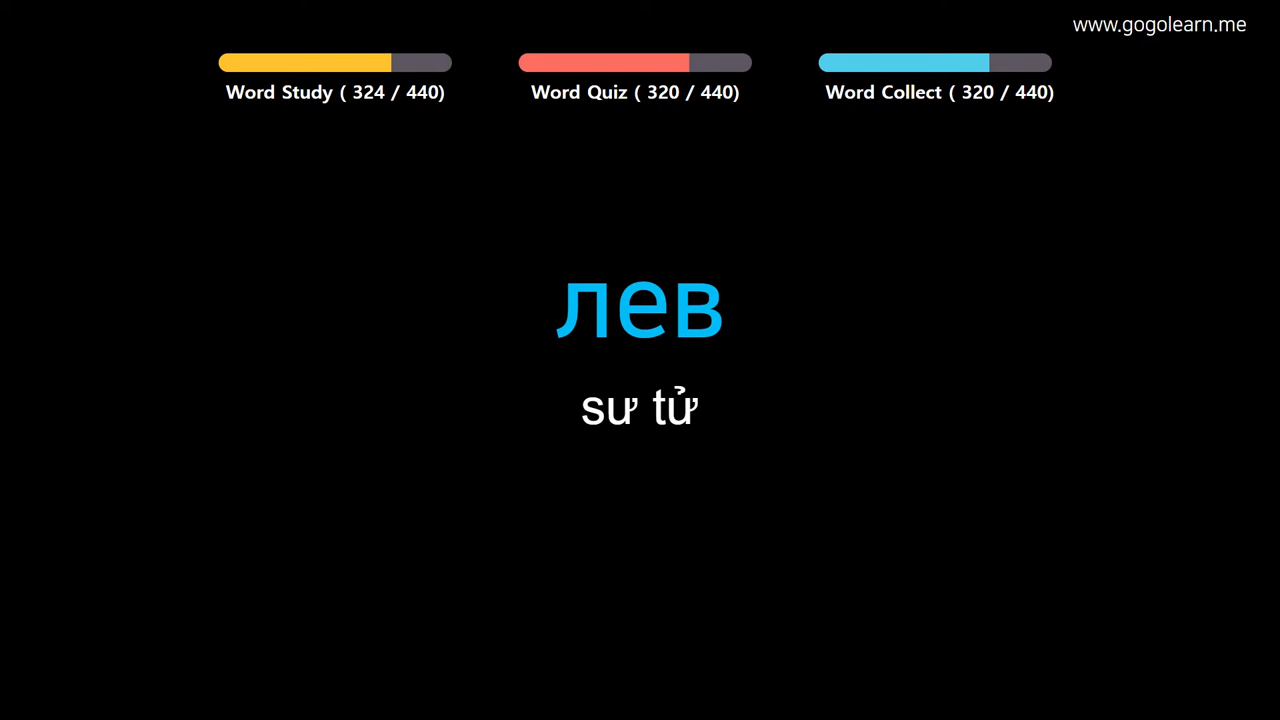 www.gogolearn.me
Word Study ( 324 / 440)
Word Quiz ( 320 / 440)
Word Collect ( 320 / 440)
лев
sư tử